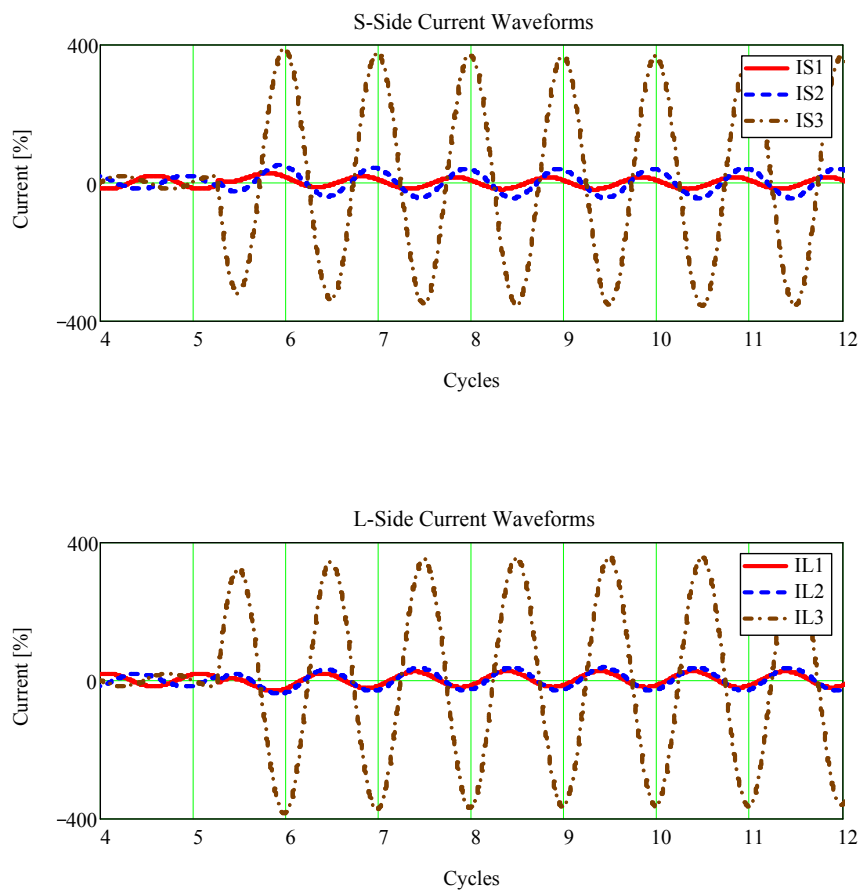 S-Side Current Waveforms
400
IS1
IS2
IS3
Current [%]
0
−400
4 5 6 7 8 9 10 11 12
Cycles
L-Side Current Waveforms
400
IL1
IL2
IL3
Current [%]
0
−400
4 5 6 7 8 9 10 11 12
Cycles